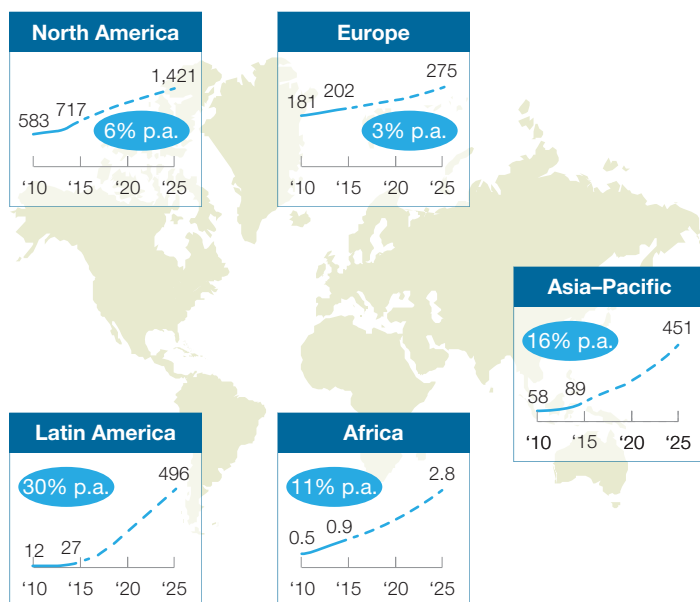 North America
1,421
717
583
6% p.a.
‘10 ‘15 ‘20 ‘25
Europe
275
202
181
3% p.a.
‘10 ‘15 ‘20 ‘25
Asia–Pacific
451
16% p.a.
89
58
‘10 ‘15 ‘20 ‘25
Latin America
496
30% p.a.
27
12
‘10 ‘15 ‘20 ‘25
Africa
2.8
11% p.a.
0.9
0.5
‘10 ‘15 ‘20 ‘25